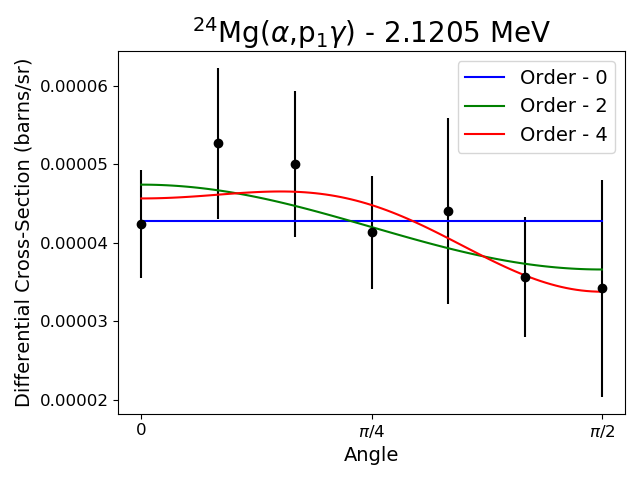 ²⁴Mg(α,p₁γ) - 2.1205 MeV
Differential Cross-Section (barns/sr)
0.00006
0.00005
0.00004
0.00003
0.00002
Order - 0
Order - 2
Order - 4
0
π/4
π/2
Angle